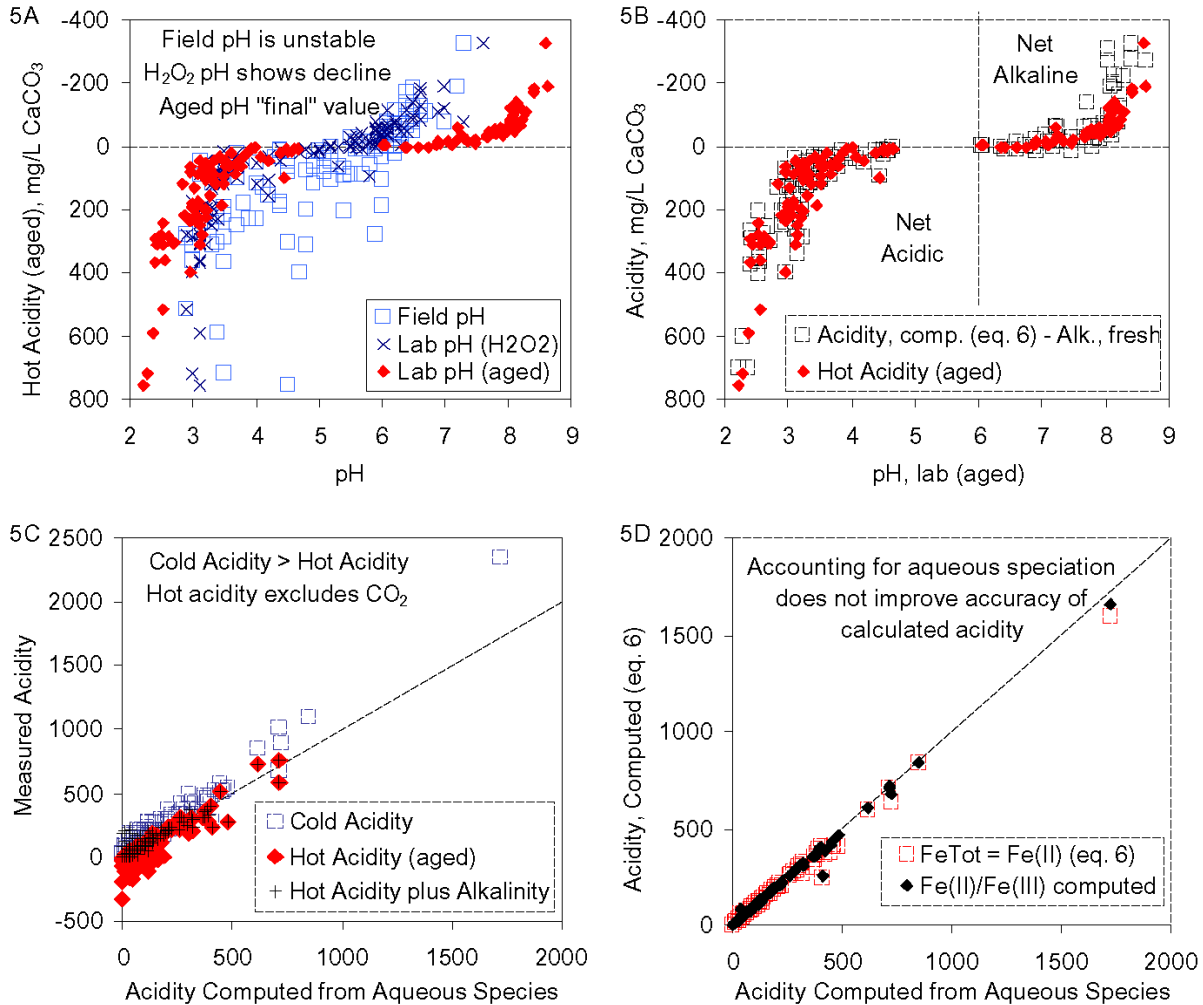 5A
Field pH is unstable
H₂O₂ pH shows decline
Aged pH "final" value
Hot Acidity (aged), mg/L CaCO₃
-400
-200
0
200
400
600
800
Field pH
Lab pH (H2O2)
Lab pH (aged)
2 3 4 5 6 7 8 9
pH
5B
Net
Alkaline
Net
Acidic
Acidity, mg/L CaCO₃
-400
-200
0
200
400
600
800
Acidity, comp. (eq. 6) - Alk., fresh
Hot Acidity (aged)
2 3 4 5 6 7 8 9
pH, lab (aged)
5C
Cold Acidity > Hot Acidity
Hot acidity excludes CO₂
Measured Acidity
2500
2000
1500
1000
500
0
-500
Cold Acidity
Hot Acidity (aged)
Hot Acidity plus Alkalinity
0 500 1000 1500 2000
Acidity Computed from Aqueous Species
5D
Accounting for aqueous speciation
does not improve accuracy of
calculated acidity
Acidity, Computed (eq. 6)
2000
1500
1000
500
0
FeTot = Fe(II) (eq. 6)
Fe(II)/Fe(III) computed
0 500 1000 1500 2000
Acidity Computed from Aqueous Species